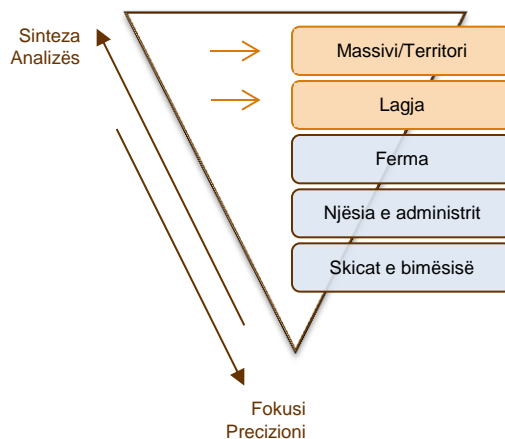 Sinteza
Analizës
Massivi/Territori
Lagja
Ferma
Njësia e administrit
Skicat e bimësisë
Fokusi
Precizioni